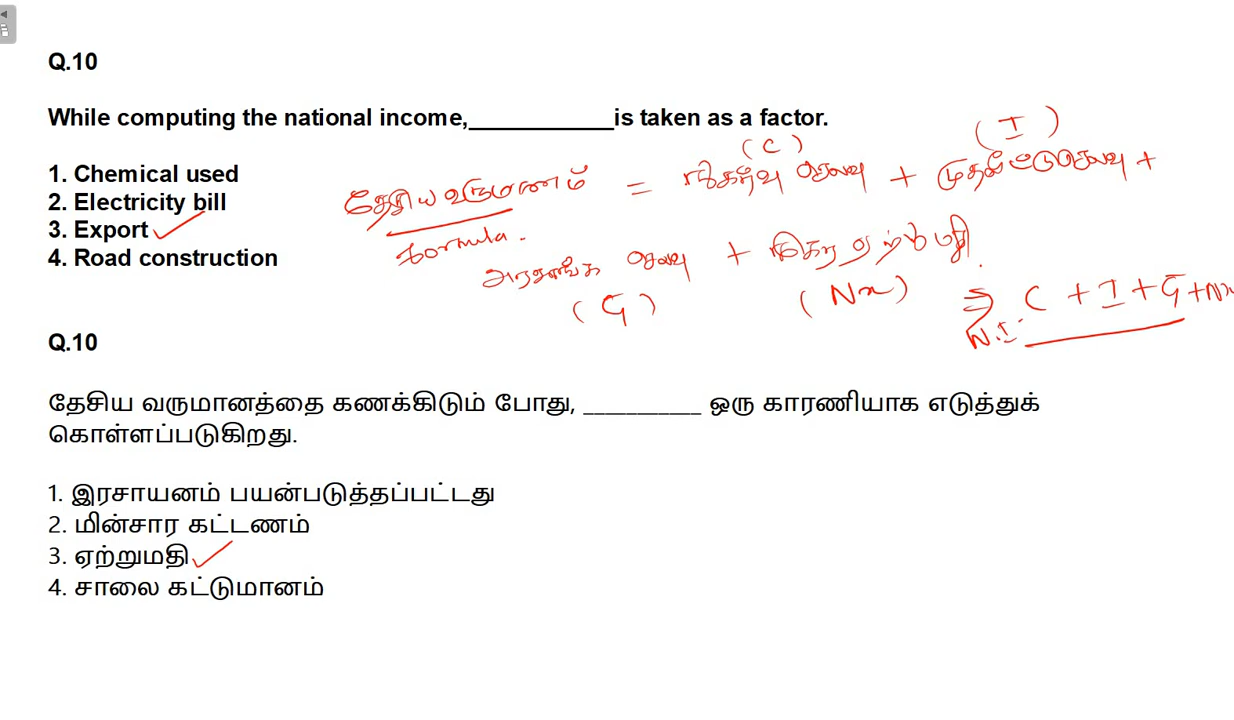 Q.10
While computing the national income,___________is taken as a factor.
1. Chemical used
2. Electricity bill
3. Export
4. Road construction
(C) (I)
தேசிய வருமானம் = நுகர்வு செலவு + முதலீட்டு செலவு +
formula.
அரசாங்க செலவு + நிகர ஏற்றுமதி.
(G) (Nx)
= C + I + G + Nx
N.I
Q.10
தேசிய வருமானத்தை கணக்கிடும் போது, _________ ஒரு காரணியாக எடுத்துக்
கொள்ளப்படுகிறது.
1. இரசாயனம் பயன்படுத்தப்பட்டது
2. மின்சார கட்டணம்
3. ஏற்றுமதி
4. சாலை கட்டுமானம்